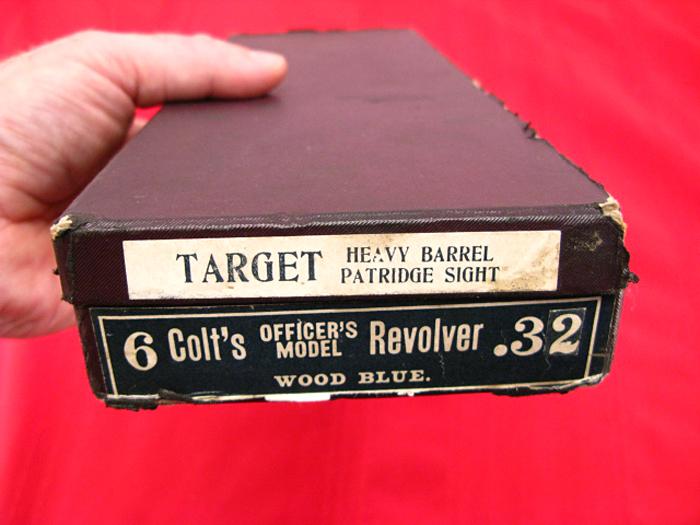 TARGET HEAVY BARREL
PATRIDGE SIGHT
6 Colt's OFFICER'S MODEL Revolver .32
WOOD BLUE.